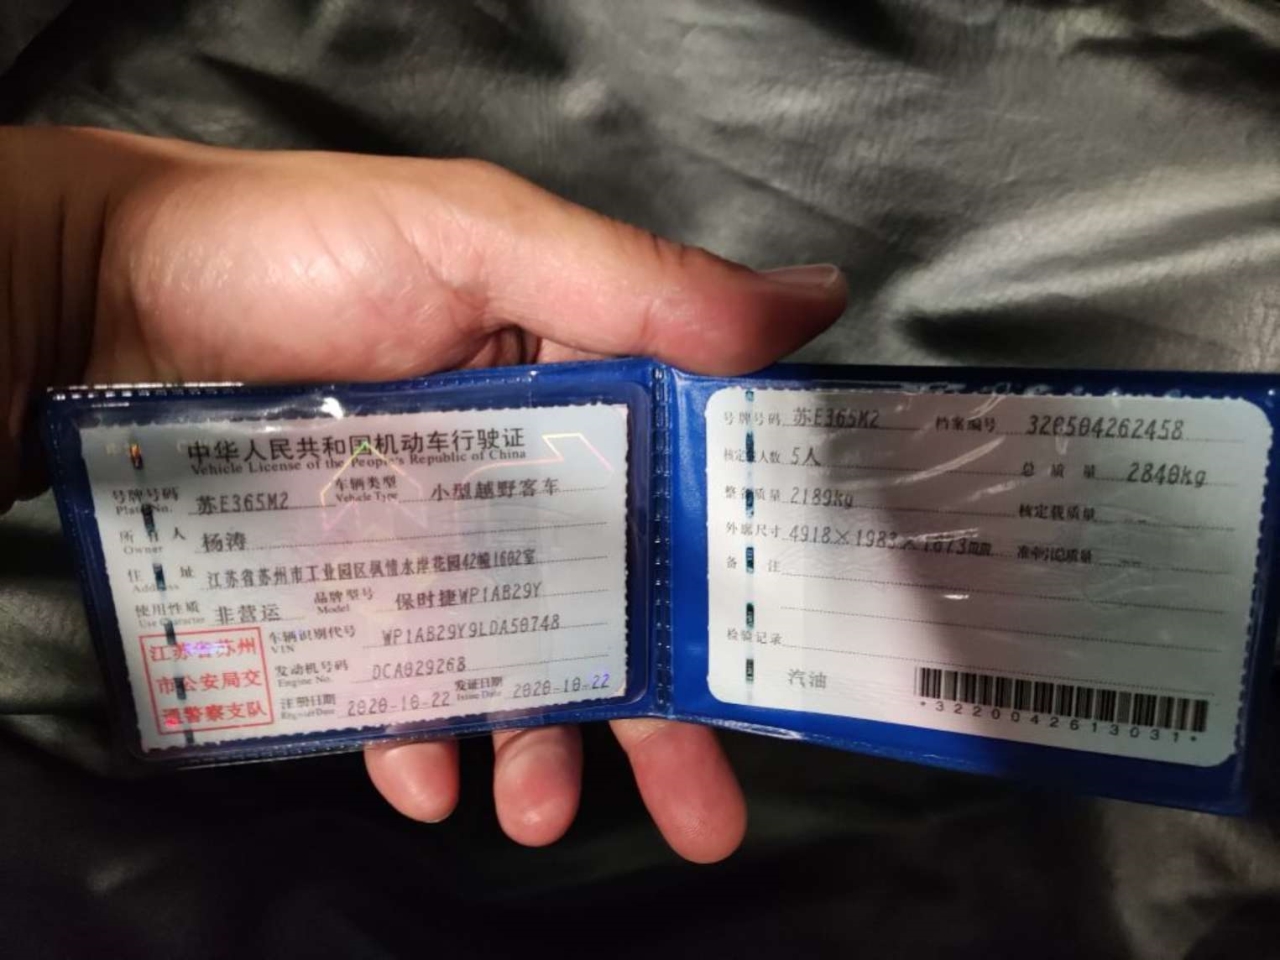 中华人民共和国机动车行驶证
Vehicle License of the People's Republic of China
号牌号码 苏E365M2 车辆类型 小型越野客车
Plate No. Vehicle Type
所有人 杨涛
Owner
住址 江苏省苏州市工业园区枫情水岸花园42幢1602室
Address
使用性质 非营运 品牌型号 保时捷WP1AB29Y
Use Character Model
江苏省苏州
市公安局交
通警察支队
车辆识别代号 WP1AB29Y9LDA50748
VIN
发动机号码 DCA029268
Engine No.
注册日期 2020-10-22 发证日期 2020-10-22
Register Date Issue Date
号牌号码 苏E365M2 档案编号 320504262458
核定载人数 5人 总质量 2840kg
整备质量 2189kg 核定载质量 --
外廓尺寸 4918×1983×1673mm 准牵引总质量 --
备注
检验记录
汽油
*3220042613031*